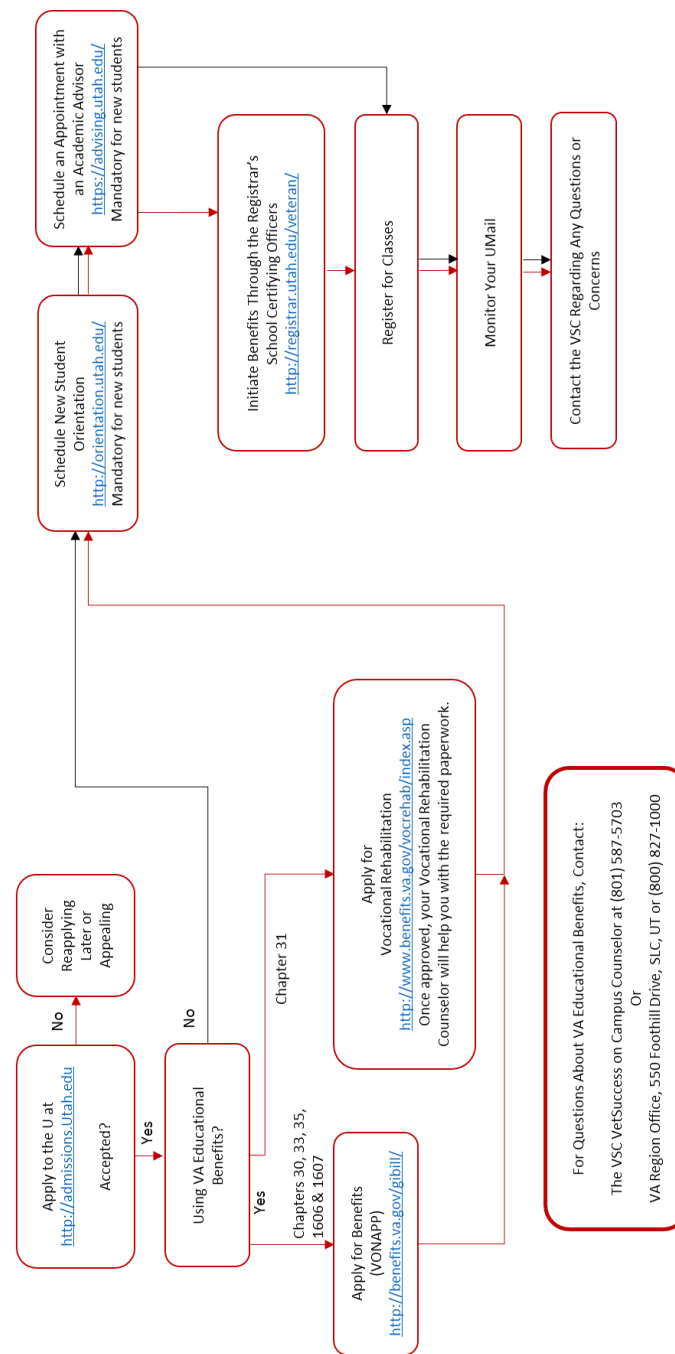 Apply to the U at
http://admissions.Utah.edu
Accepted?
No
Consider
Reapplying
Later or
Appealing
Yes
Using VA Educational
Benefits?
No
Yes
Chapters 30, 33, 35,
1606 & 1607
Chapter 31
Apply for Benefits
(VONAPP)
http://benefits.va.gov/gibill/
Apply for
Vocational Rehabilitation
http://www.benefits.va.gov/vocrehab/index.asp
Once approved, your Vocational Rehabilitation
Counselor will help you with the required paperwork.
Schedule New Student
Orientation
http://orientation.utah.edu/
Mandatory for new students
Schedule an Appointment with
an Academic Advisor
https://advising.utah.edu/
Mandatory for new students
Initiate Benefits Through the Registrar's
School Certifying Officers
http://registrar.utah.edu/veteran/
Register for Classes
Monitor Your UMail
Contact the VSC Regarding Any Questions or
Concerns
For Questions About VA Educational Benefits, Contact:
The VSC VetSuccess on Campus Counselor at (801) 587-5703
Or
VA Region Office, 550 Foothill Drive, SLC, UT or (800) 827-1000